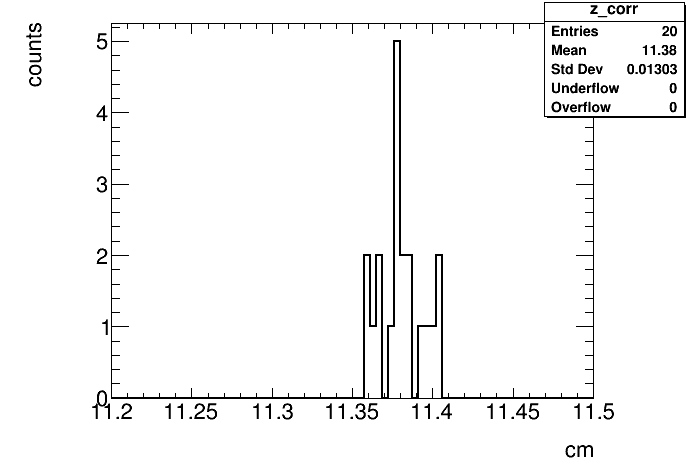 z_corr
Entries 20
Mean 11.38
Std Dev 0.01303
Underflow 0
Overflow 0
counts
5
4
3
2
1
0
11.2 11.25 11.3 11.35 11.4 11.45 11.5
cm